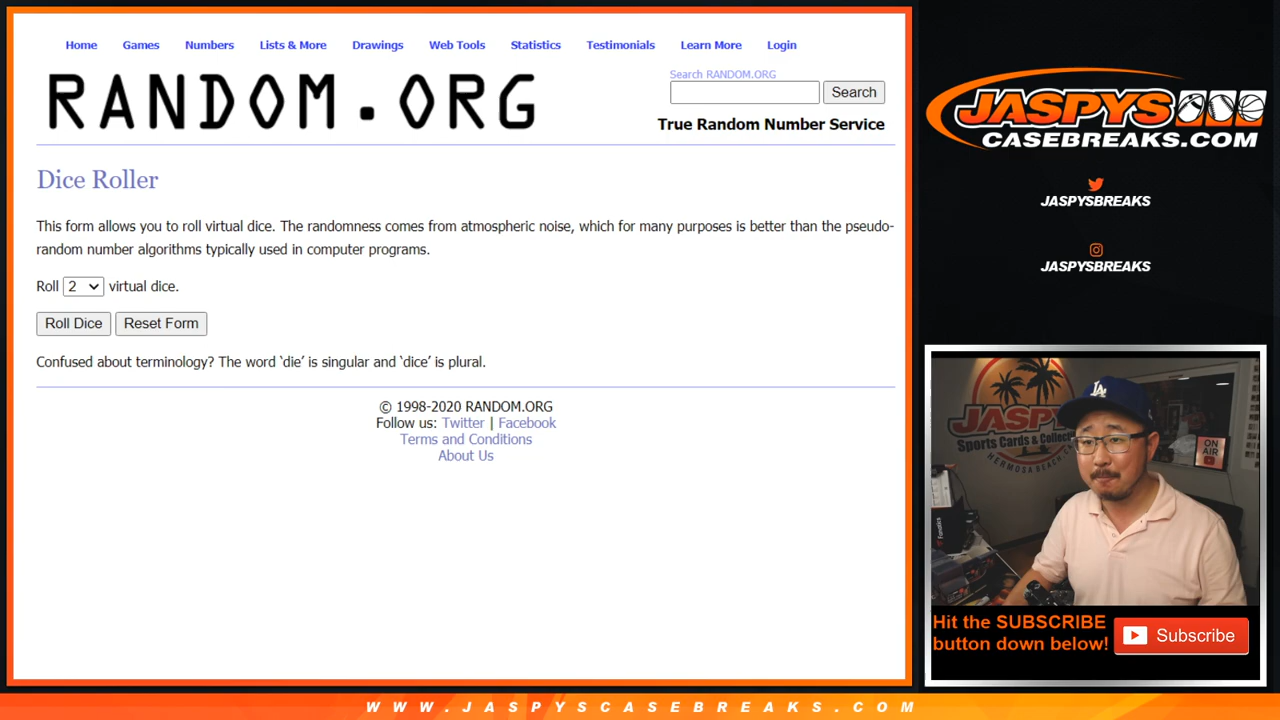 Home Games Numbers Lists & More Drawings Web Tools Statistics Testimonials Learn More Login
RANDOM.ORG
Search RANDOM.ORG
Search
True Random Number Service
Dice Roller
This form allows you to roll virtual dice. The randomness comes from atmospheric noise, which for many purposes is better than the pseudo-
random number algorithms typically used in computer programs.
Roll 2 virtual dice.
Roll Dice Reset Form
Confused about terminology? The word ‘die’ is singular and ‘dice’ is plural.
© 1998-2020 RANDOM.ORG
Follow us: Twitter | Facebook
Terms and Conditions
About Us
JASPYS
CASEBREAKS.COM
JASPYSBREAKS
JASPYSBREAKS
JASPYS
Sports Cards & Collec
HERMOSA BEACH, CA
LA
ON
AIR
Fanatics
Hit the SUBSCRIBE
button down below!
Subscribe
WWW.JASPYSCASEBREAKS.COM